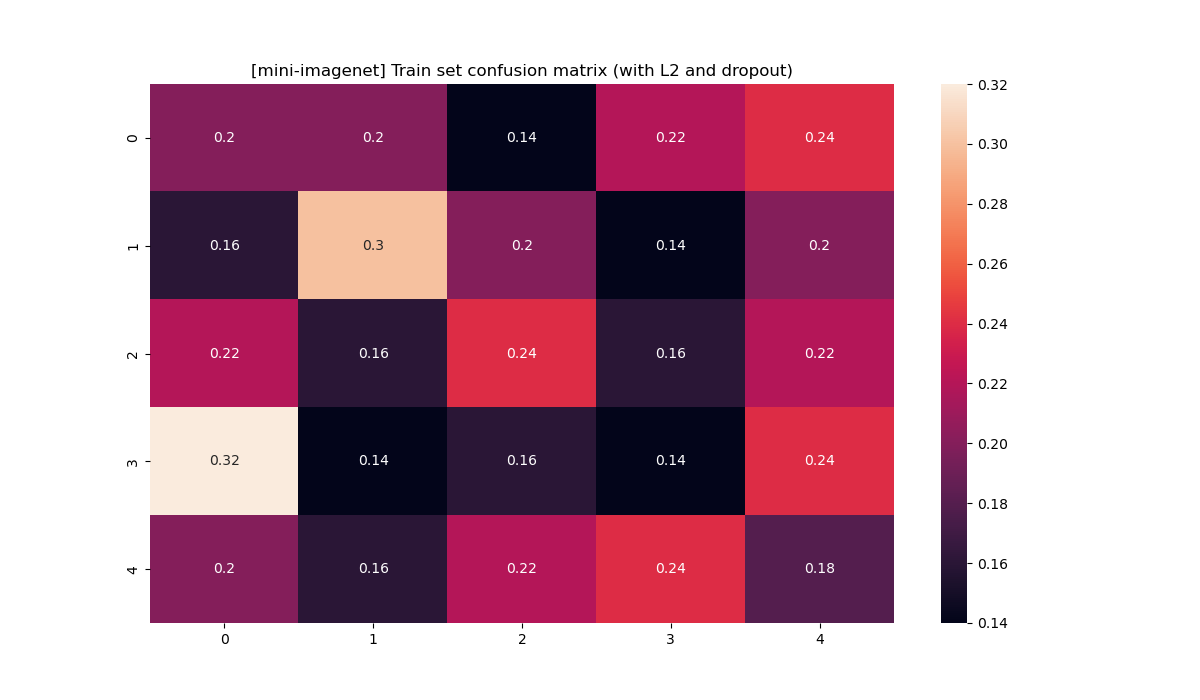 [mini-imagenet] Train set confusion matrix (with L2 and dropout)
0 0.2 0.2 0.14 0.22 0.24
1 0.16 0.3 0.2 0.14 0.2
2 0.22 0.16 0.24 0.16 0.22
3 0.32 0.14 0.16 0.14 0.24
4 0.2 0.16 0.22 0.24 0.18
0 1 2 3 4
0.32
0.30
0.28
0.26
0.24
0.22
0.20
0.18
0.16
0.14